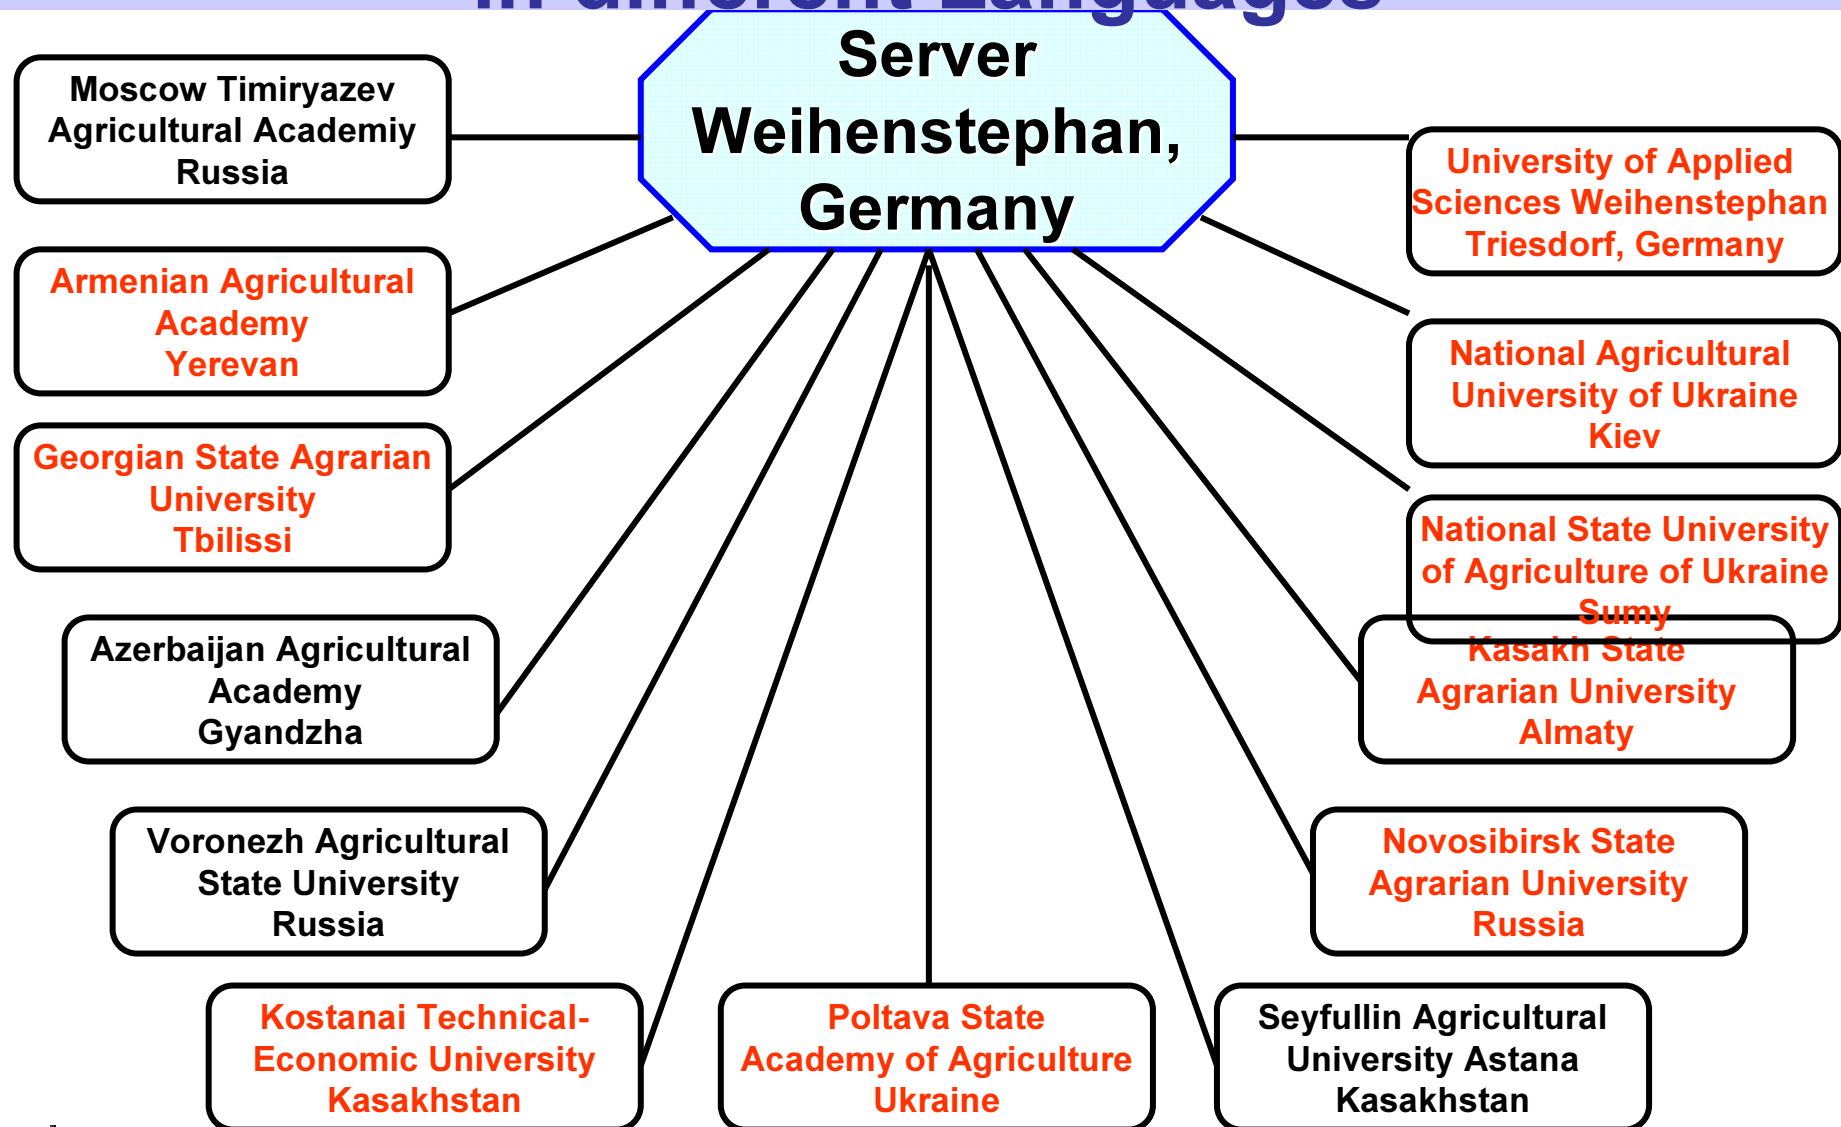 in different Languages
Server
Weihenstephan,
Germany
Moscow Timiryazev
Agricultural Academiy
Russia
University of Applied
Sciences Weihenstephan
Triesdorf, Germany
Armenian Agricultural
Academy
Yerevan
National Agricultural
University of Ukraine
Kiev
Georgian State Agrarian
University
Tbilissi
National State University
of Agriculture of Ukraine
Sumy
Azerbaijan Agricultural
Academy
Gyandzha
Kasakh State
Agrarian University
Almaty
Voronezh Agricultural
State University
Russia
Novosibirsk State
Agrarian University
Russia
Kostanai Technical-
Economic University
Kasakhstan
Poltava State
Academy of Agriculture
Ukraine
Seyfullin Agricultural
University Astana
Kasakhstan